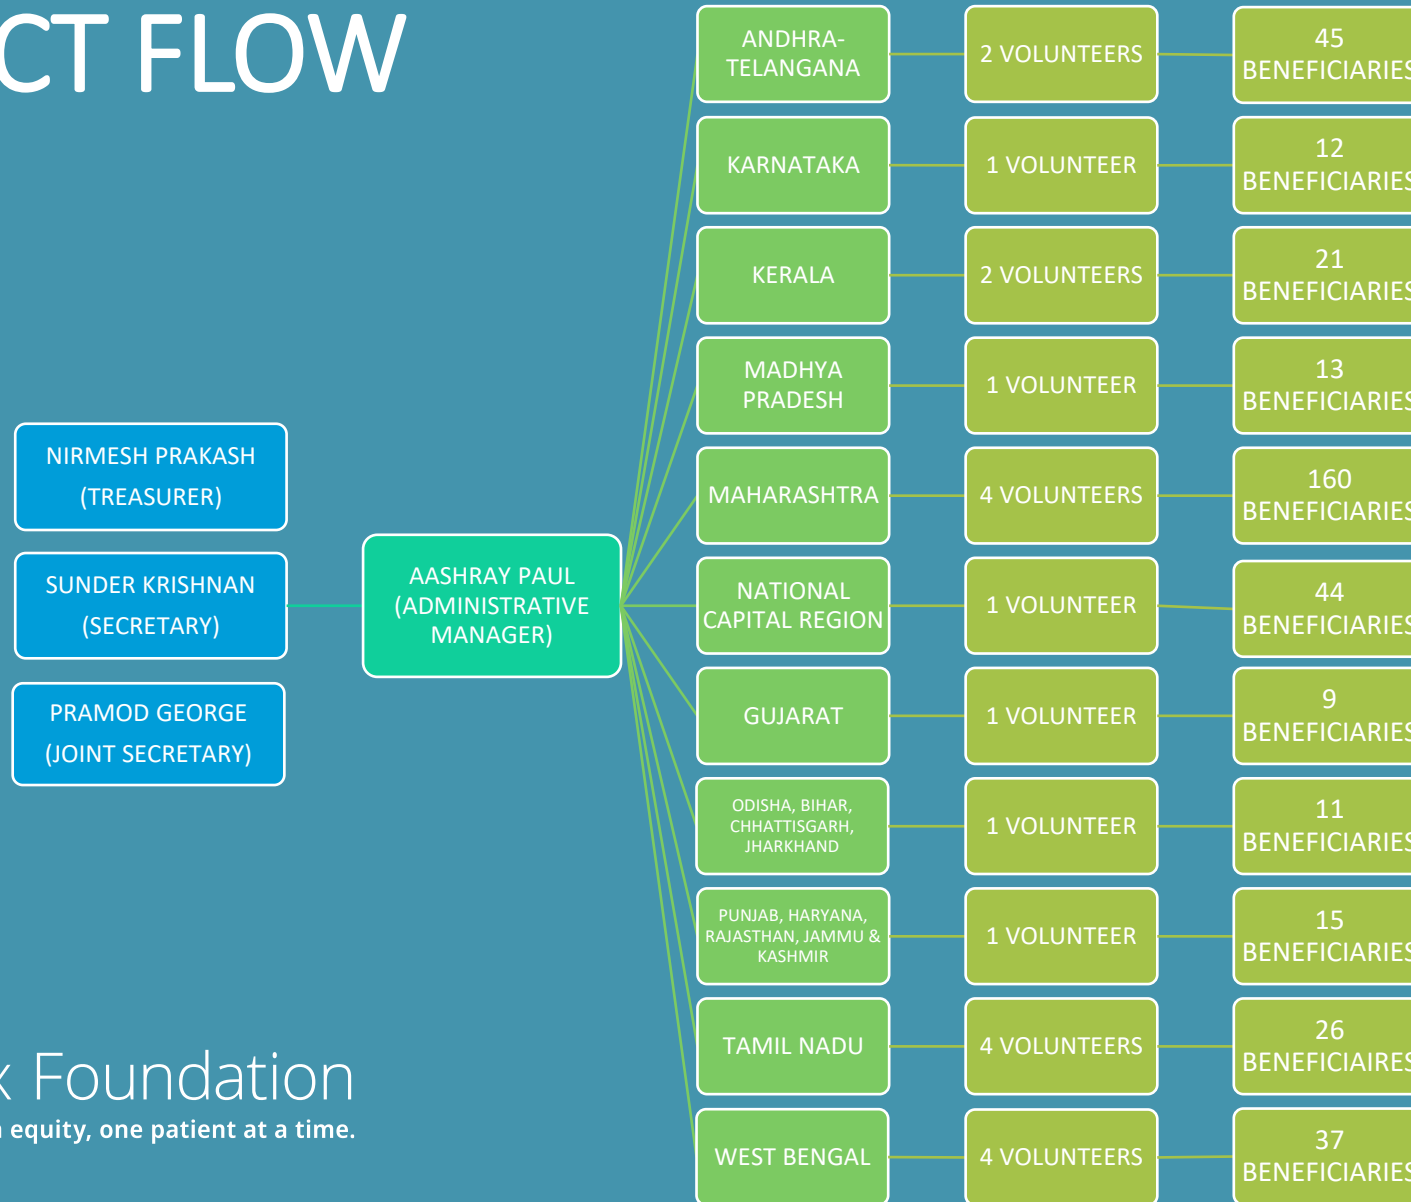 CT FLOW
NIRMESH PRAKASH
(TREASURER)
SUNDER KRISHNAN
(SECRETARY)
PRAMOD GEORGE
(JOINT SECRETARY)
AASHRAY PAUL
(ADMINISTRATIVE
MANAGER)
ANDHRA-
TELANGANA
2 VOLUNTEERS
45
BENEFICIARIES
KARNATAKA
1 VOLUNTEER
12
BENEFICIARIES
KERALA
2 VOLUNTEERS
21
BENEFICIARIES
MADHYA
PRADESH
1 VOLUNTEER
13
BENEFICIARIES
MAHARASHTRA
4 VOLUNTEERS
160
BENEFICIARIES
NATIONAL
CAPITAL REGION
1 VOLUNTEER
44
BENEFICIARIES
GUJARAT
1 VOLUNTEER
9
BENEFICIARIES
ODISHA, BIHAR,
CHHATTISGARH,
JHARKHAND
1 VOLUNTEER
11
BENEFICIARIES
PUNJAB, HARYANA,
RAJASTHAN, JAMMU &
KASHMIR
1 VOLUNTEER
15
BENEFICIARIES
TAMIL NADU
4 VOLUNTEERS
26
BENEFICIAIRES
WEST BENGAL
4 VOLUNTEERS
37
BENEFICIARIES
x Foundation
equity, one patient at a time.